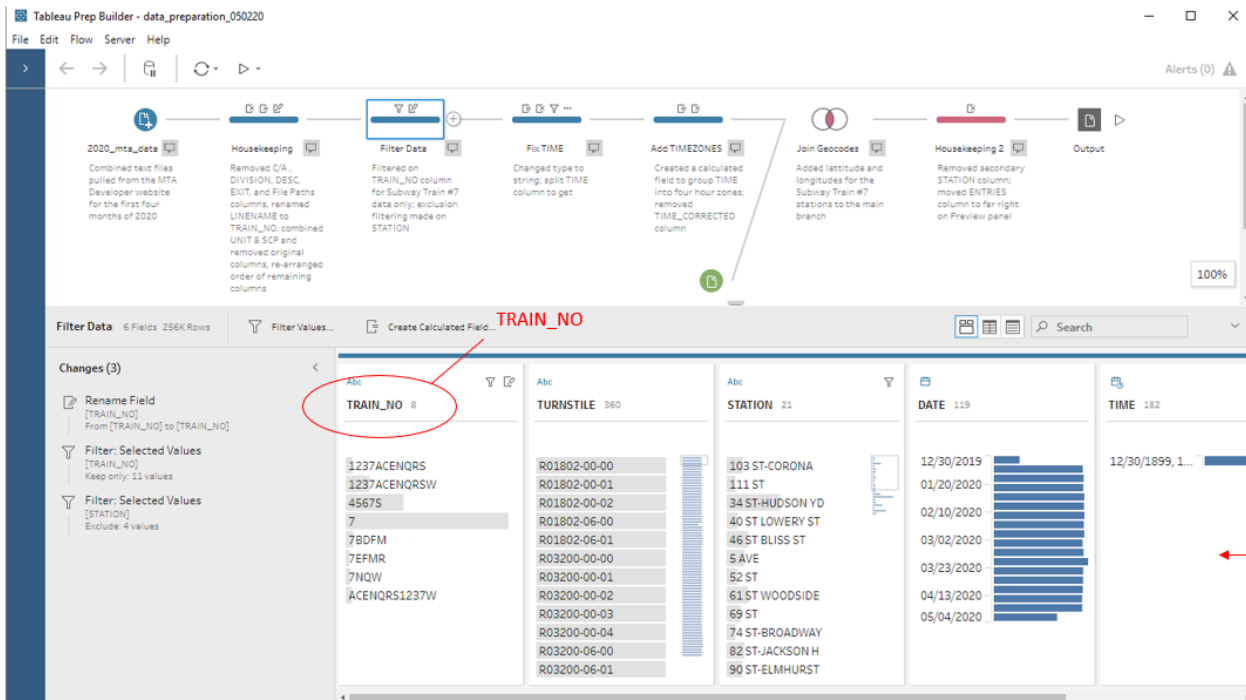 Tableau Prep Builder - data_preparation_050220
File Edit Flow Server Help
Alerts (0)
2020_mta_data
Combined text files
pulled from the MTA
Developer website
for the first four
months of 2020
Housekeeping
Removed C/A,
DIVISION, DESC,
EXIT, and File Paths
columns, renamed
LINENAME to
TRAIN_NO, combined
UNIT & SCP and
removed original
columns, re-arranged
order of remaining
columns
Filter Data
Filtered on
TRAIN_NO column
for Subway Train #7
data only; exclusion
filtering made on
STATION
Fix TIME
Changed type to
string; split TIME
column to get
Add TIMEZONES
Created a calculated
field to group TIME
into four hour zones;
removed
TIME_CORRECTED
column
Join Geocodes
Added lattitude and
longitudes for the
Subway Train #7
stations to the main
branch
Housekeeping 2
Removed secondary
STATION column;
moved ENTRIES
column to far right
on Preview panel
Output
100%
Filter Data 6 Fields 256K Rows
Filter Values...
Create Calculated Field...
TRAIN_NO
Search
Changes (3)
Rename Field
[TRAIN_NO]
From [TRAIN_NO] to [TRAIN_NO]
Filter: Selected Values
[TRAIN_NO]
Keep only: 11 values
Filter: Selected Values
[STATION]
Exclude: 4 values
Abc
TRAIN_NO 8
1237ACENQRS
1237ACENQRSW
4567S
7
7BDFM
7EFMR
7NQW
ACENQRS1237W
Abc
TURNSTILE 360
R01802-00-00
R01802-00-01
R01802-00-02
R01802-06-00
R01802-06-01
R03200-00-00
R03200-00-01
R03200-00-02
R03200-00-03
R03200-00-04
R03200-06-00
R03200-06-01
Abc
STATION 21
103 ST-CORONA
111 ST
34 ST-HUDSON YD
40 ST LOWERY ST
46 ST BLISS ST
5 AVE
52 ST
61 ST WOODSIDE
69 ST
74 ST-BROADWAY
82 ST-JACKSON H
90 ST-ELMHURST
DATE 119
12/30/2019
01/20/2020
02/10/2020
03/02/2020
03/23/2020
04/13/2020
05/04/2020
TIME 182
12/30/1899, 1...